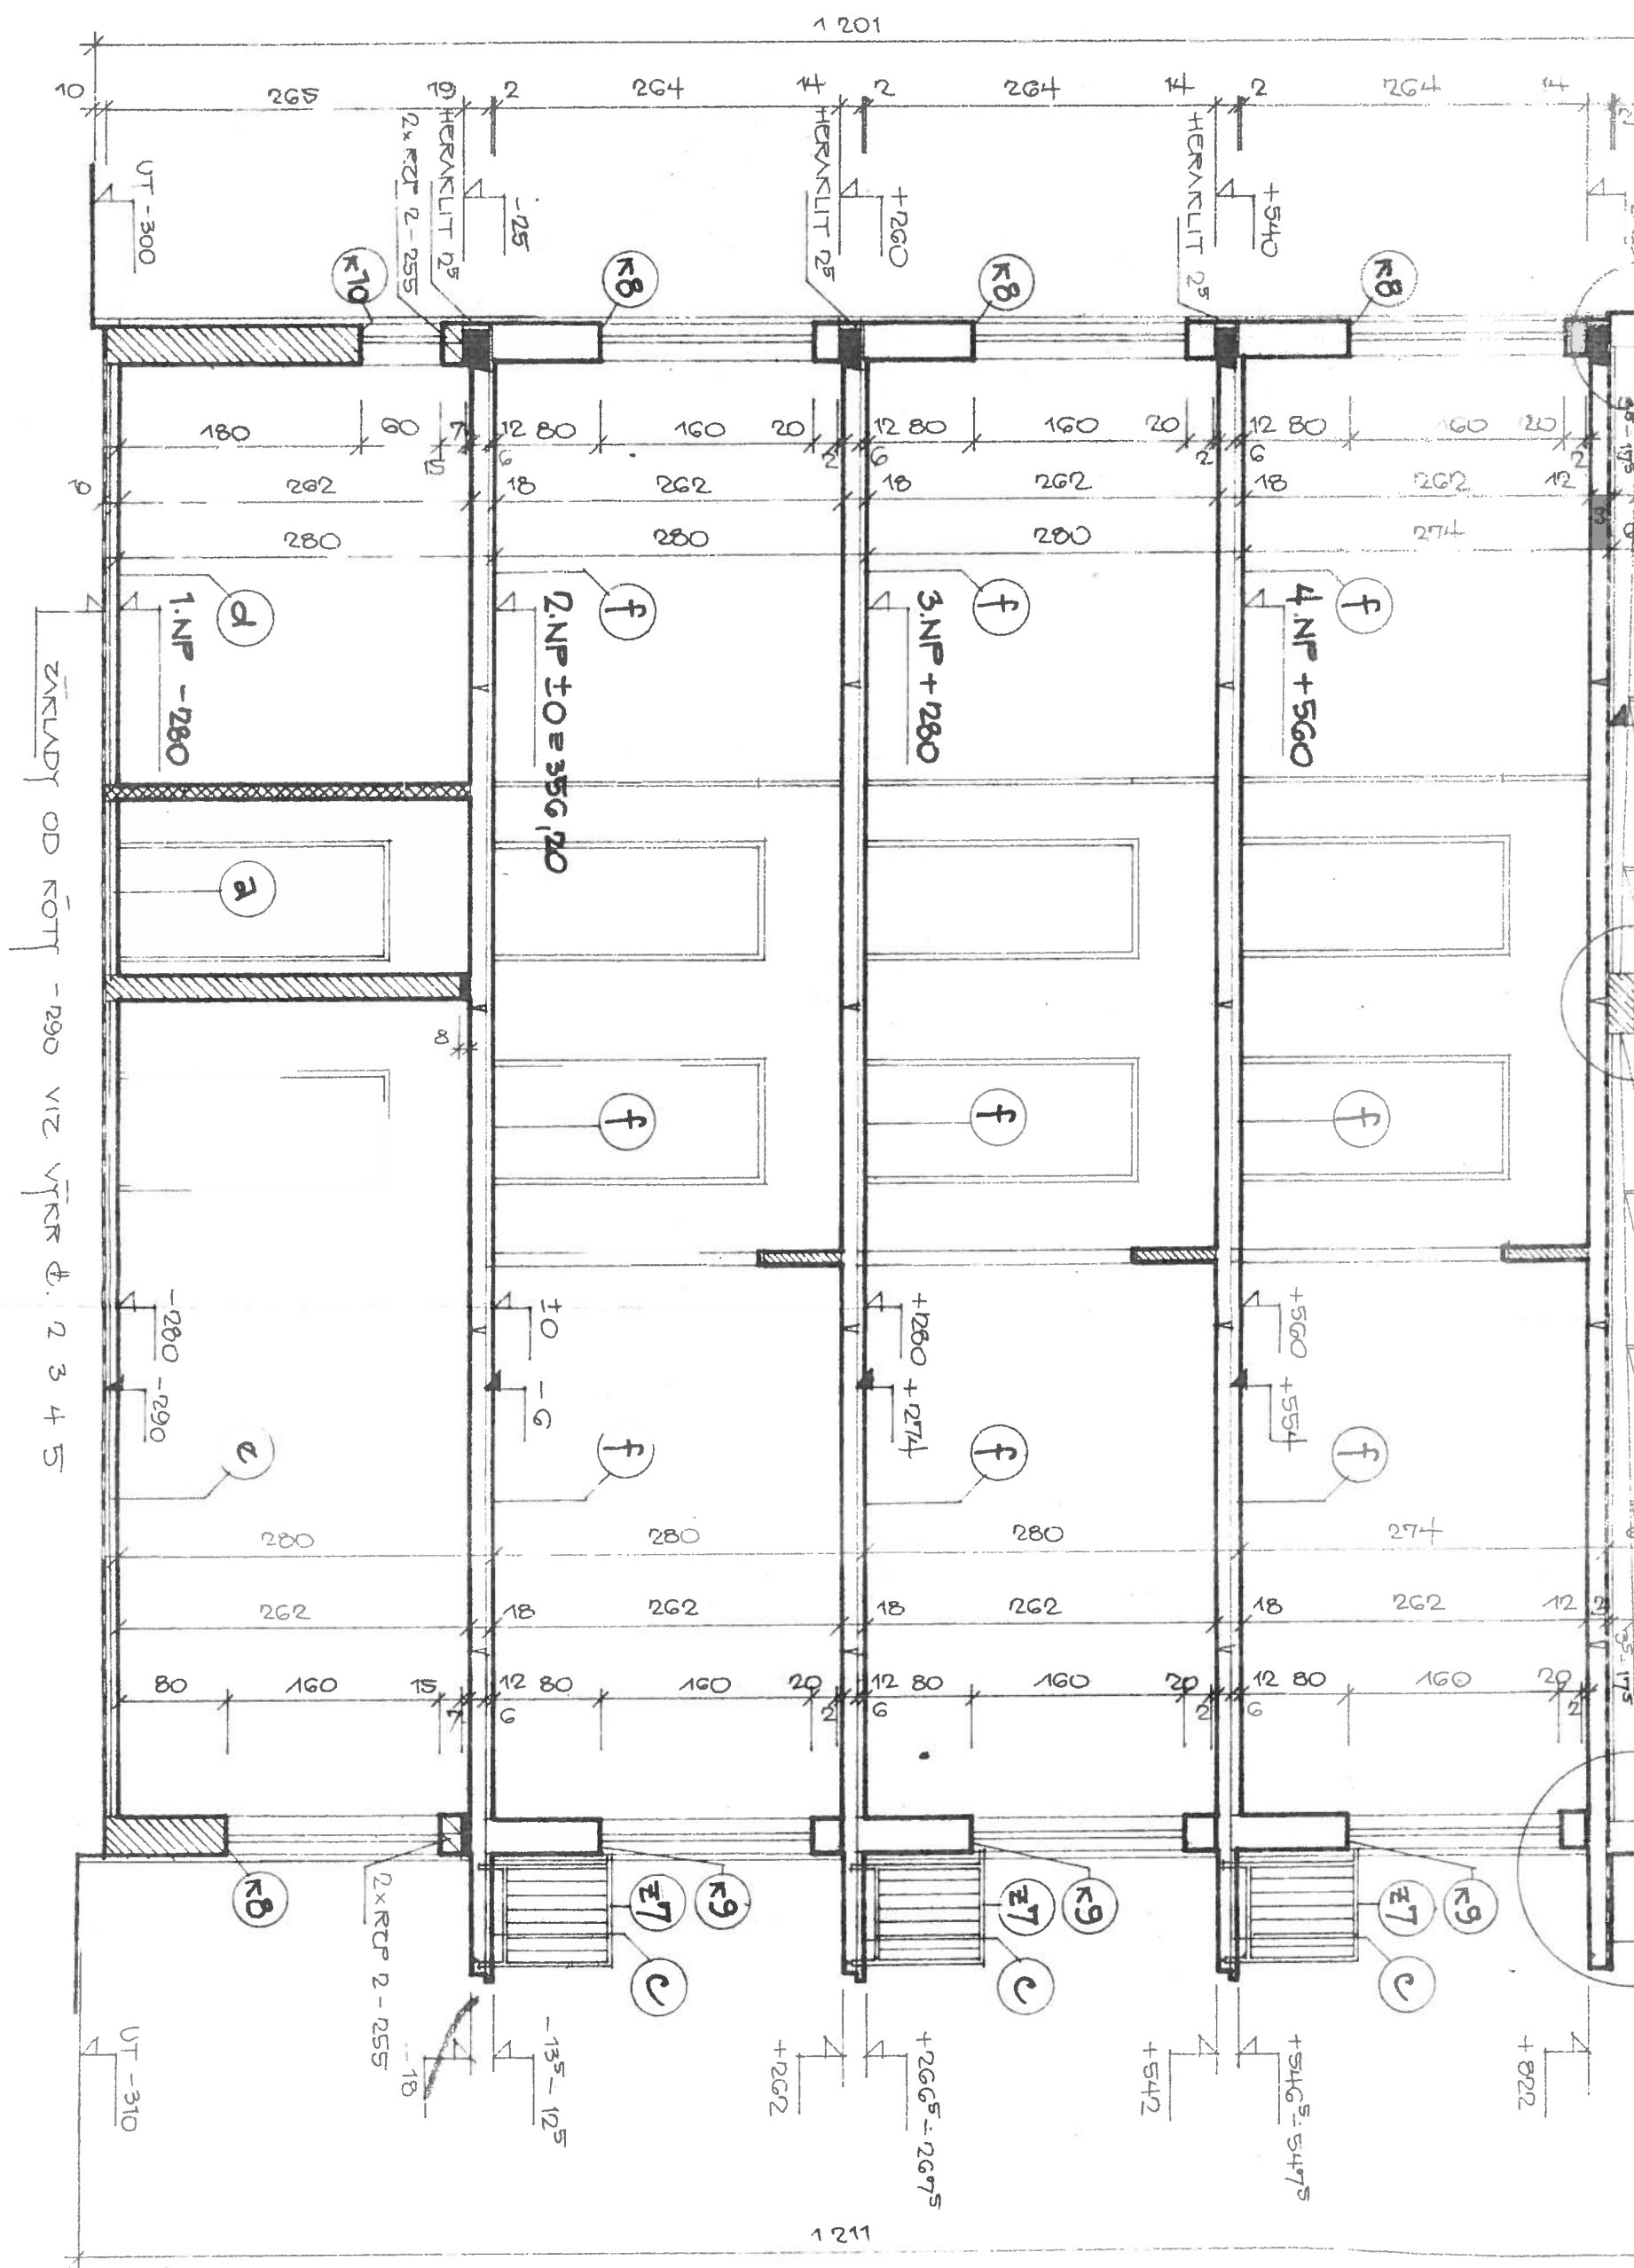 1 201
10 265 19 2 264 14 2 264 14 2 264 14
UT -300
2×RZP 2-255
HERAKLIT 2⁵
-25
HERAKLIT 2⁵
+260
HERAKLIT 2⁵
+540
K10
K8
K8
K8
180 60 7 12 80 160 20 12 80 160 20 12 80 160 20
15 6 2 6 2 6 2
262 18 262 18 262 18 262 12
280 280 280 274
d
f
f
f
1.NP -280
2.NP ±0 = 356,20
3.NP +280
4.NP +560
ZÁKLADY OD KÓTY -290 VIZ VÝKR Č. 2 3 4 5
a
8
f
f
f
-280
-290
±0
-6
+280
+274
+560
+554
e
f
f
f
280 280 280 274
262 18 262 18 262 18 262 12
80 160 15 12 80 160 20 12 80 160 20 12 80 160 20
7 6 2 6 2 6 2
K8
Z7
K9
Z7
K9
Z7
K9
c
c
c
2×RZP 2-255
UT -310
-18
-13⁵ - 12⁵
+262
+266⁵ - 267⁵
+542
+546⁵ - 547⁵
+822
1 211